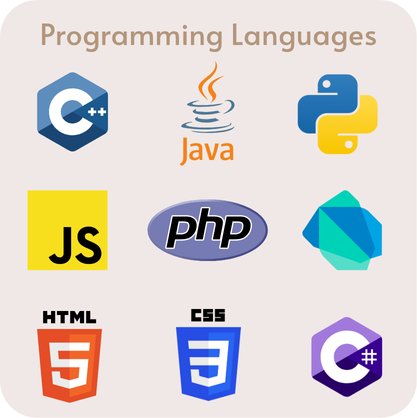 Programming Languages
C++
Java
JS
php
HTML
5
CSS
3
C#